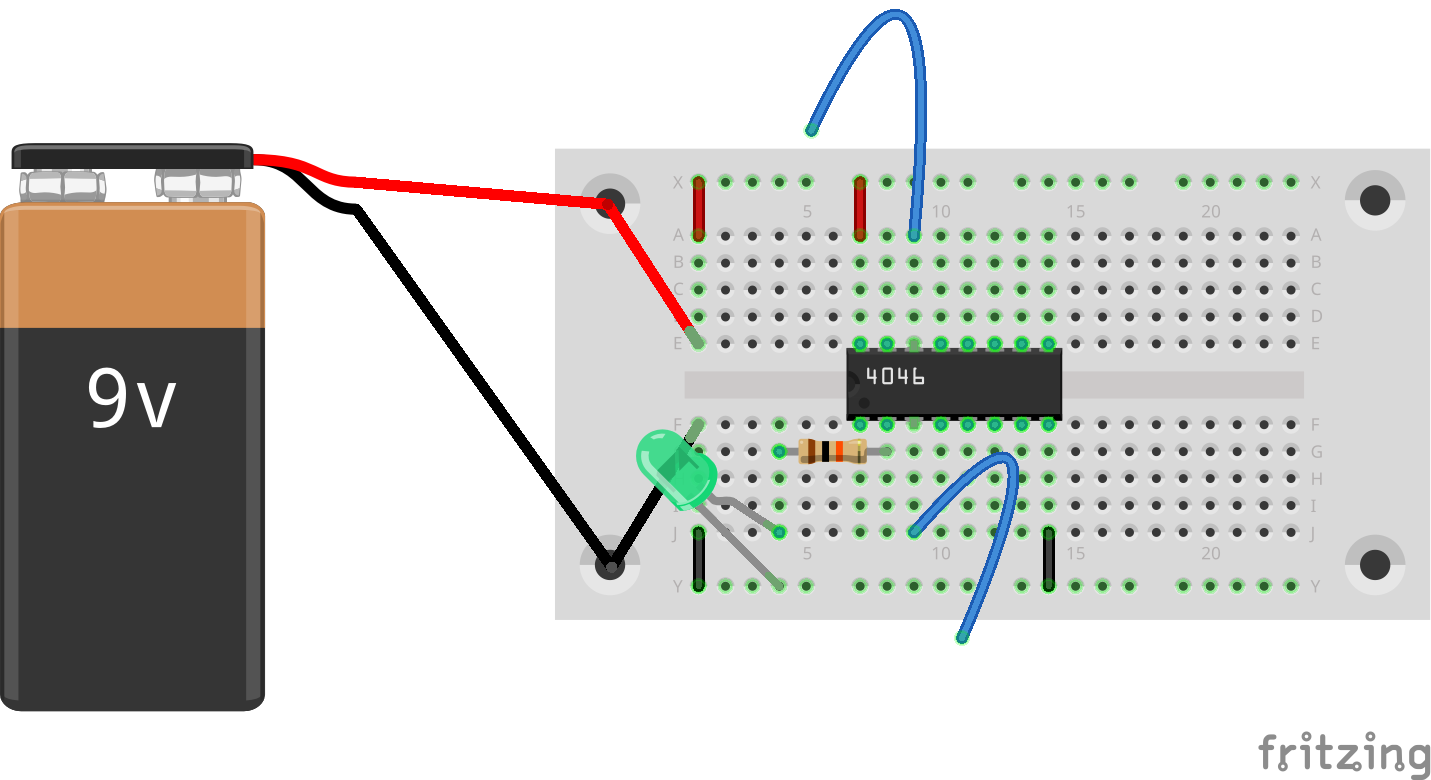 X X
5 10 15 20
A A
B B
C C
D D
E E
4046
9v
F F
G G
H H
I I
J J
5 10 15 20
Y Y
fritzing